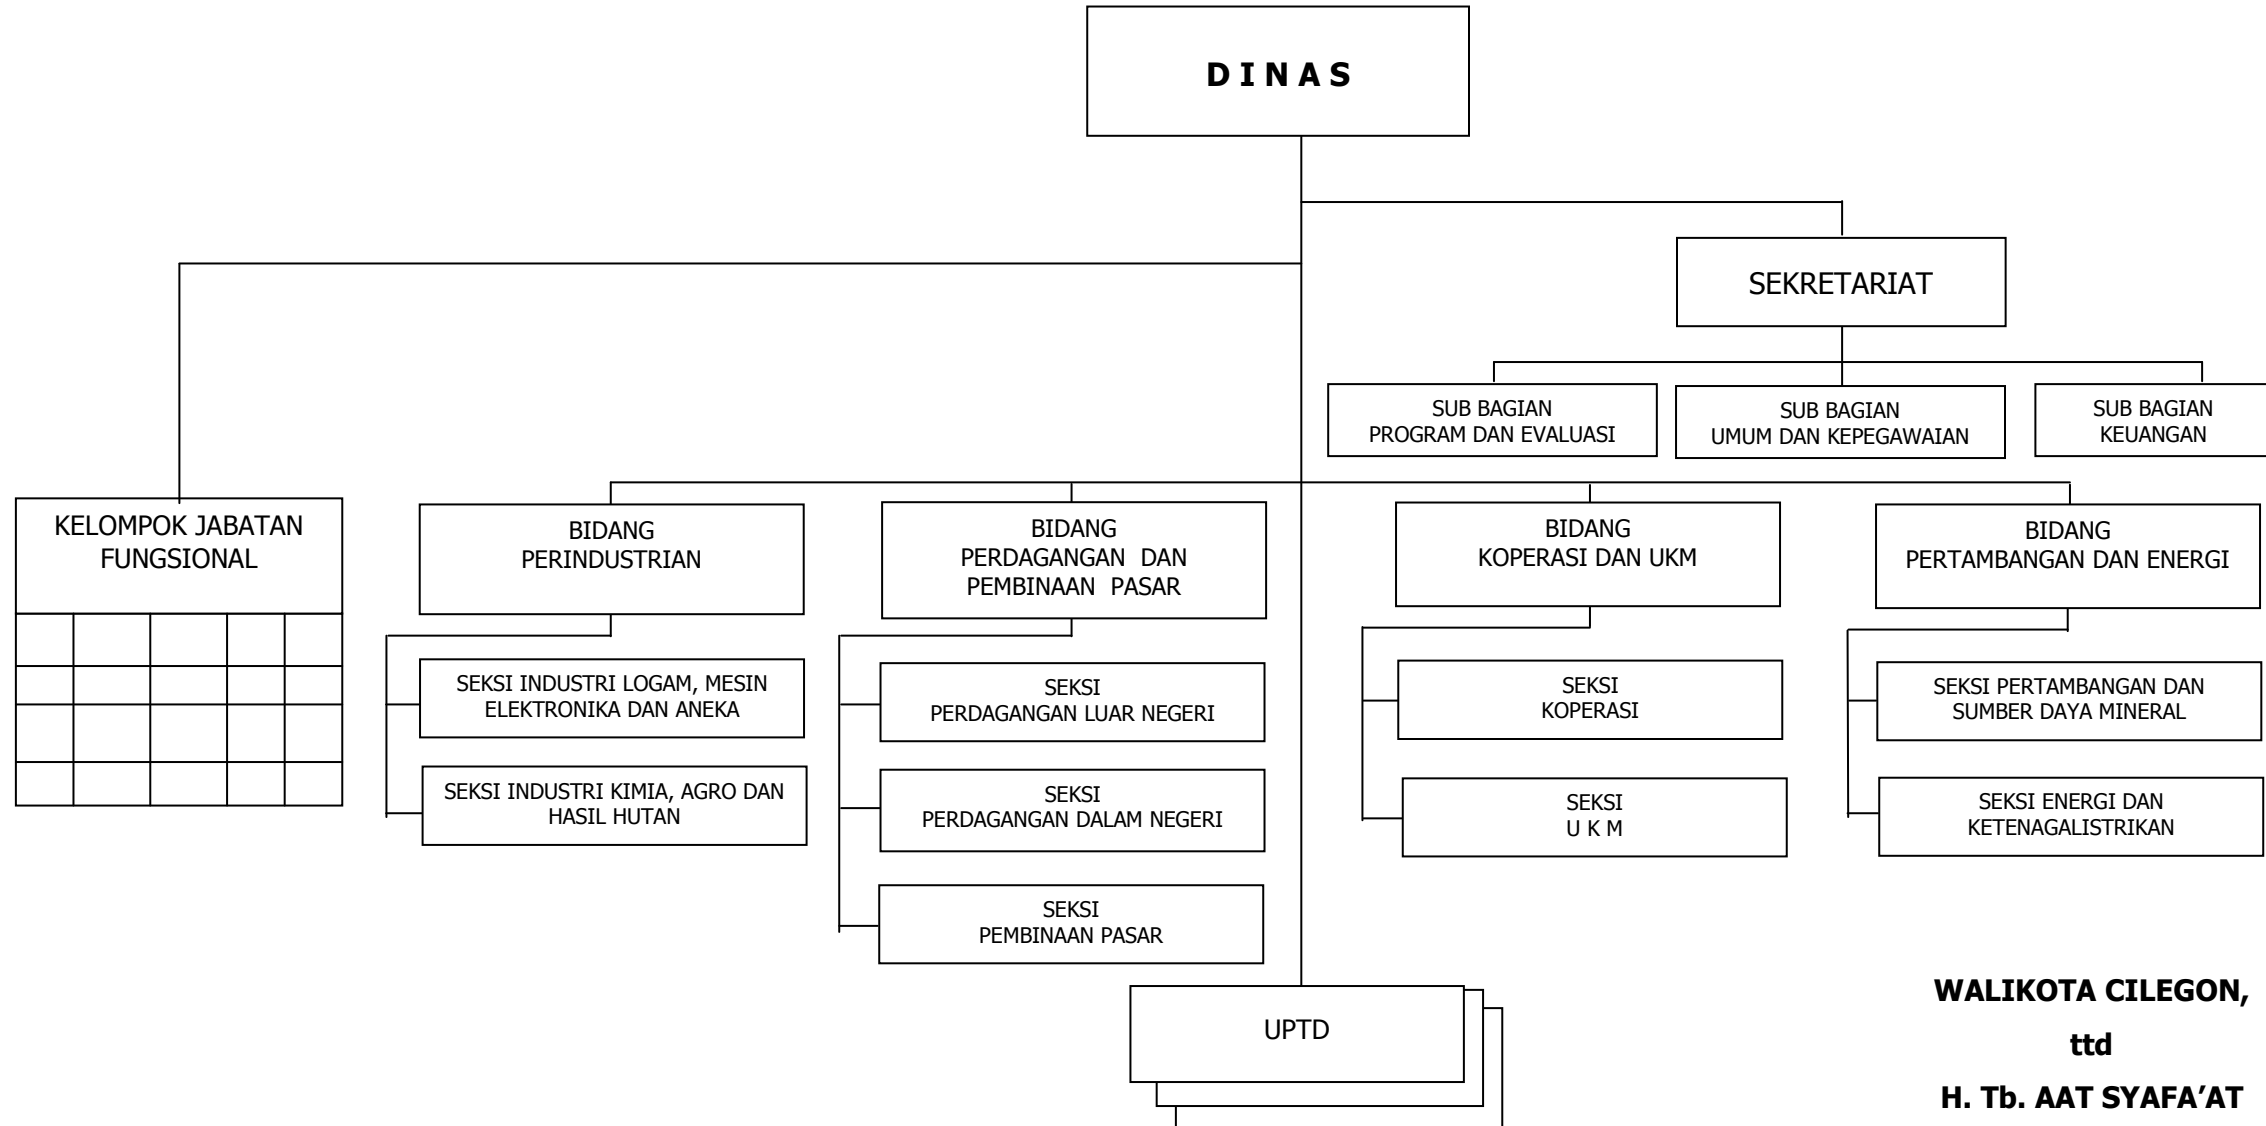 D I N A S
SEKRETARIAT
SUB BAGIAN
PROGRAM DAN EVALUASI
SUB BAGIAN
UMUM DAN KEPEGAWAIAN
SUB BAGIAN
KEUANGAN
KELOMPOK JABATAN
FUNGSIONAL
BIDANG
PERINDUSTRIAN
BIDANG
PERDAGANGAN DAN
PEMBINAAN PASAR
BIDANG
KOPERASI DAN UKM
BIDANG
PERTAMBANGAN DAN ENERGI
SEKSI INDUSTRI LOGAM, MESIN
ELEKTRONIKA DAN ANEKA
SEKSI
PERDAGANGAN LUAR NEGERI
SEKSI
KOPERASI
SEKSI PERTAMBANGAN DAN
SUMBER DAYA MINERAL
SEKSI INDUSTRI KIMIA, AGRO DAN
HASIL HUTAN
SEKSI
PERDAGANGAN DALAM NEGERI
SEKSI
U K M
SEKSI ENERGI DAN
KETENAGALISTRIKAN
SEKSI
PEMBINAAN PASAR
UPTD
WALIKOTA CILEGON,
ttd
H. Tb. AAT SYAFA’AT